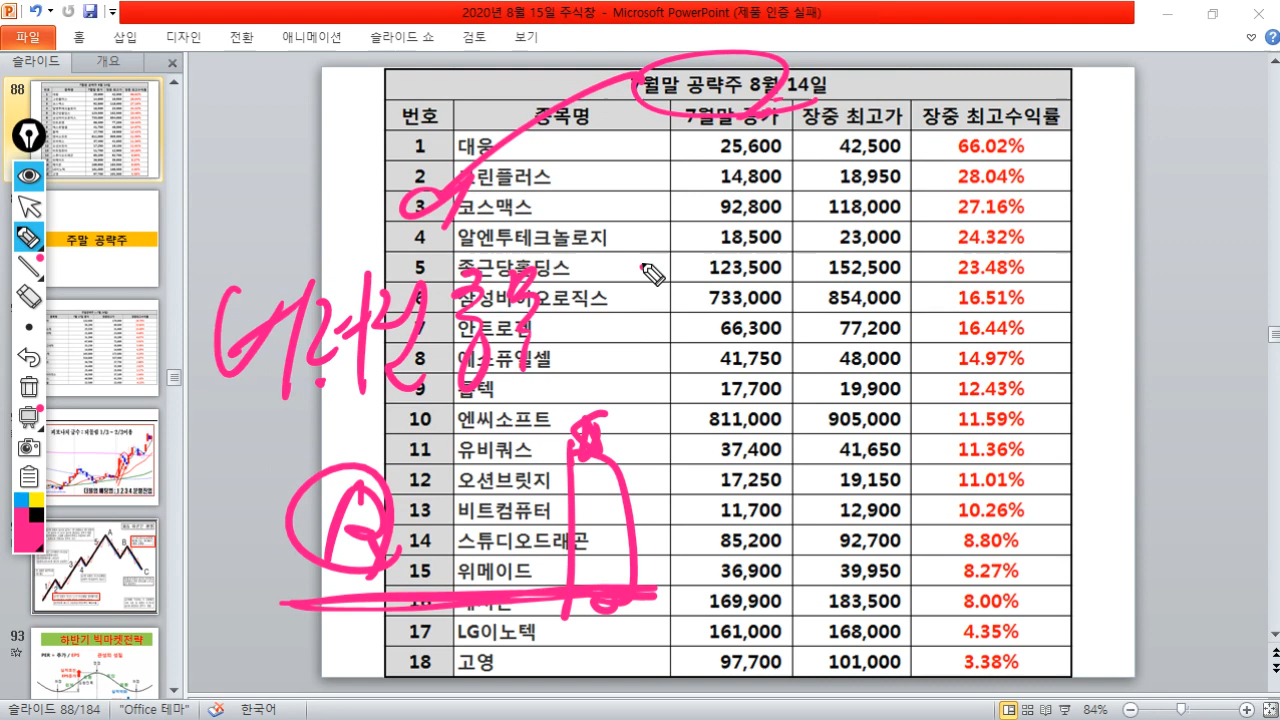 2020년 8월 15일 주식창 - Microsoft PowerPoint (제품 인증 실패)
파일 홈 삽입 디자인 전환 애니메이션 슬라이드 쇼 검토 보기
슬라이드 개요
88
주말 공략주
93
하반기 빅마켓전략
7월말 공략주 8월 14일
번호 종목명 7월말 종가 장중 최고가 장중 최고수익률
1 대웅 25,600 42,500 66.02%
2 린플러스 14,800 18,950 28.04%
3 코스맥스 92,800 118,000 27.16%
4 알엔투테크놀로지 18,500 23,000 24.32%
5 종근당홀딩스 123,500 152,500 23.48%
6 삼성바이오로직스 733,000 854,000 16.51%
7 안트로젠 66,300 77,200 16.44%
8 에스퓨얼셀 41,750 48,000 14.97%
9 톱텍 17,700 19,900 12.43%
10 엔씨소프트 811,000 905,000 11.59%
11 유비쿼스 37,400 41,650 11.36%
12 오션브릿지 17,250 19,150 11.01%
13 비트컴퓨터 11,700 12,900 10.26%
14 스튜디오드래곤 85,200 92,700 8.80%
15 위메이드 36,900 39,950 8.27%
16 169,900 183,500 8.00%
17 LG이노텍 161,000 168,000 4.35%
18 고영 97,700 101,000 3.38%
슬라이드 88/184 "Office 테마" 한국어 84%